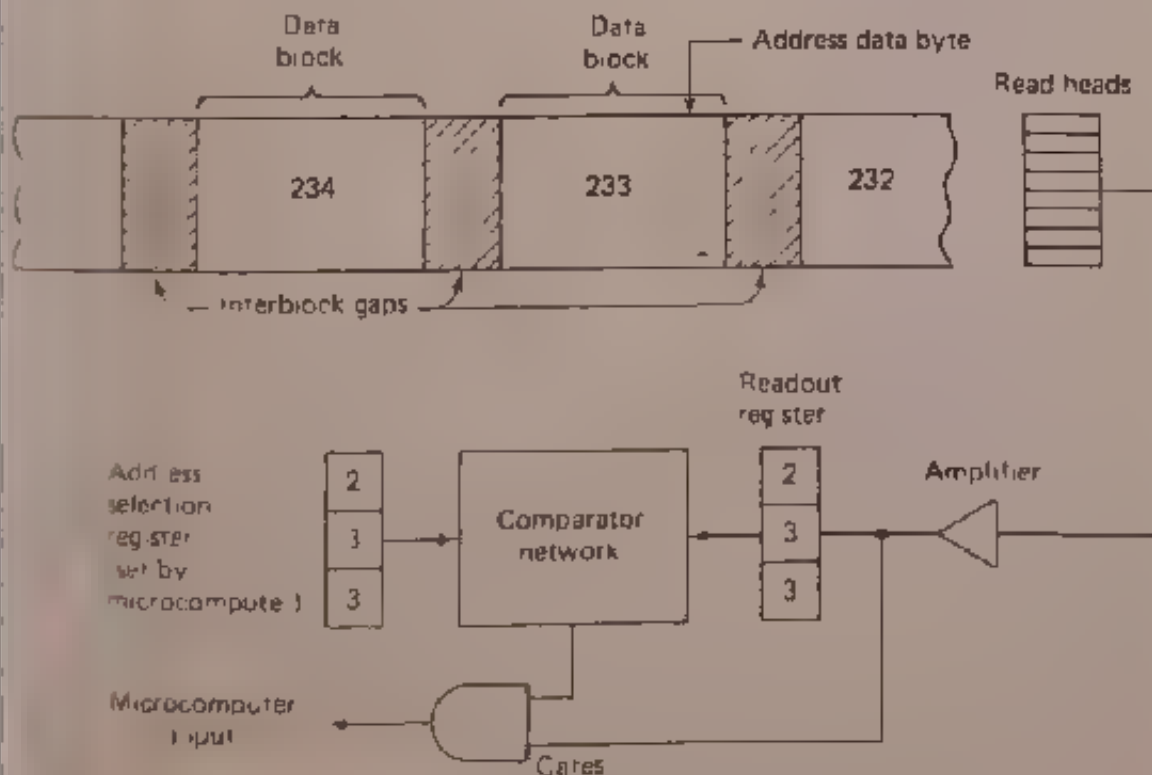 Data
block
Data
block
Address data byte
Read heads
234
233
232
Interblock gaps
Readout
register
Address
selection
register
set by
microcomputer)
2
3
3
Comparator
network
2
3
3
Amplifier
Microcomputer
input
Gates